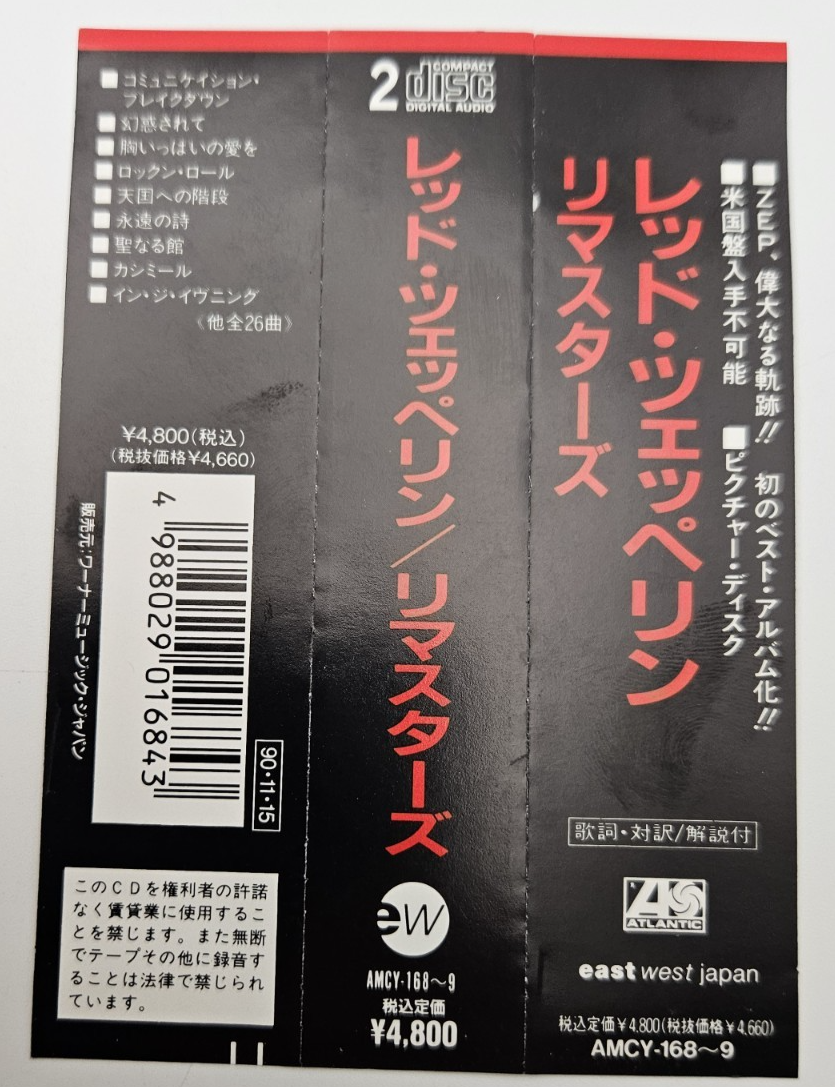 ■コミュニケイション・
ブレイクダウン
■幻惑されて
■胸いっぱいの愛を
■ロックン・ロール
■天国への階段
■永遠の詩
■聖なる館
■カシミール
■イン・ジ・イヴニング
《他全26曲》
¥4,800(税込)
(税抜価格¥4,660)
4 988029 016843
販売元:ワーナーミュージック・ジャパン
90・11・15
このCDを権利者の許諾
なく賃貸業に使用するこ
とを禁じます。また無断
でテープその他に録音す
ることは法律で禁じられ
ています。
2 COMPACT
disc
DIGITAL AUDIO
レッド・ツェッペリン/リマスターズ
ew
AMCY-168〜9
税込定価
¥4,800
■ZEP、偉大なる軌跡!! 初のベスト・アルバム化!!
■米国盤入手不可能 ■ピクチャー・ディスク
レッド・ツェッペリン
リマスターズ
歌詞・対訳/解説付
ATLANTIC
east west japan
税込定価¥4,800(税抜価格¥4,660)
AMCY-168〜9